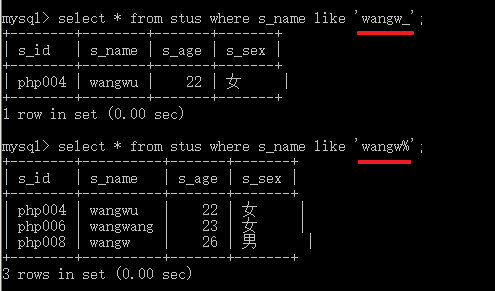 mysql> select * from stus where s_name like 'wangw_';
+--------+--------+-------+-------+
| s_id   | s_name | s_age | s_sex |
+--------+--------+-------+-------+
| php004 | wangwu |    22 | 女    |
+--------+--------+-------+-------+
1 row in set (0.00 sec)
mysql> select * from stus where s_name like 'wangw%';
+--------+----------+-------+-------+
| s_id   | s_name   | s_age | s_sex |
+--------+----------+-------+-------+
| php004 | wangwu   |    22 | 女    |
| php006 | wangwang |    23 | 女    |
| php008 | wangw    |    26 | 男    |
+--------+----------+-------+-------+
3 rows in set (0.00 sec)